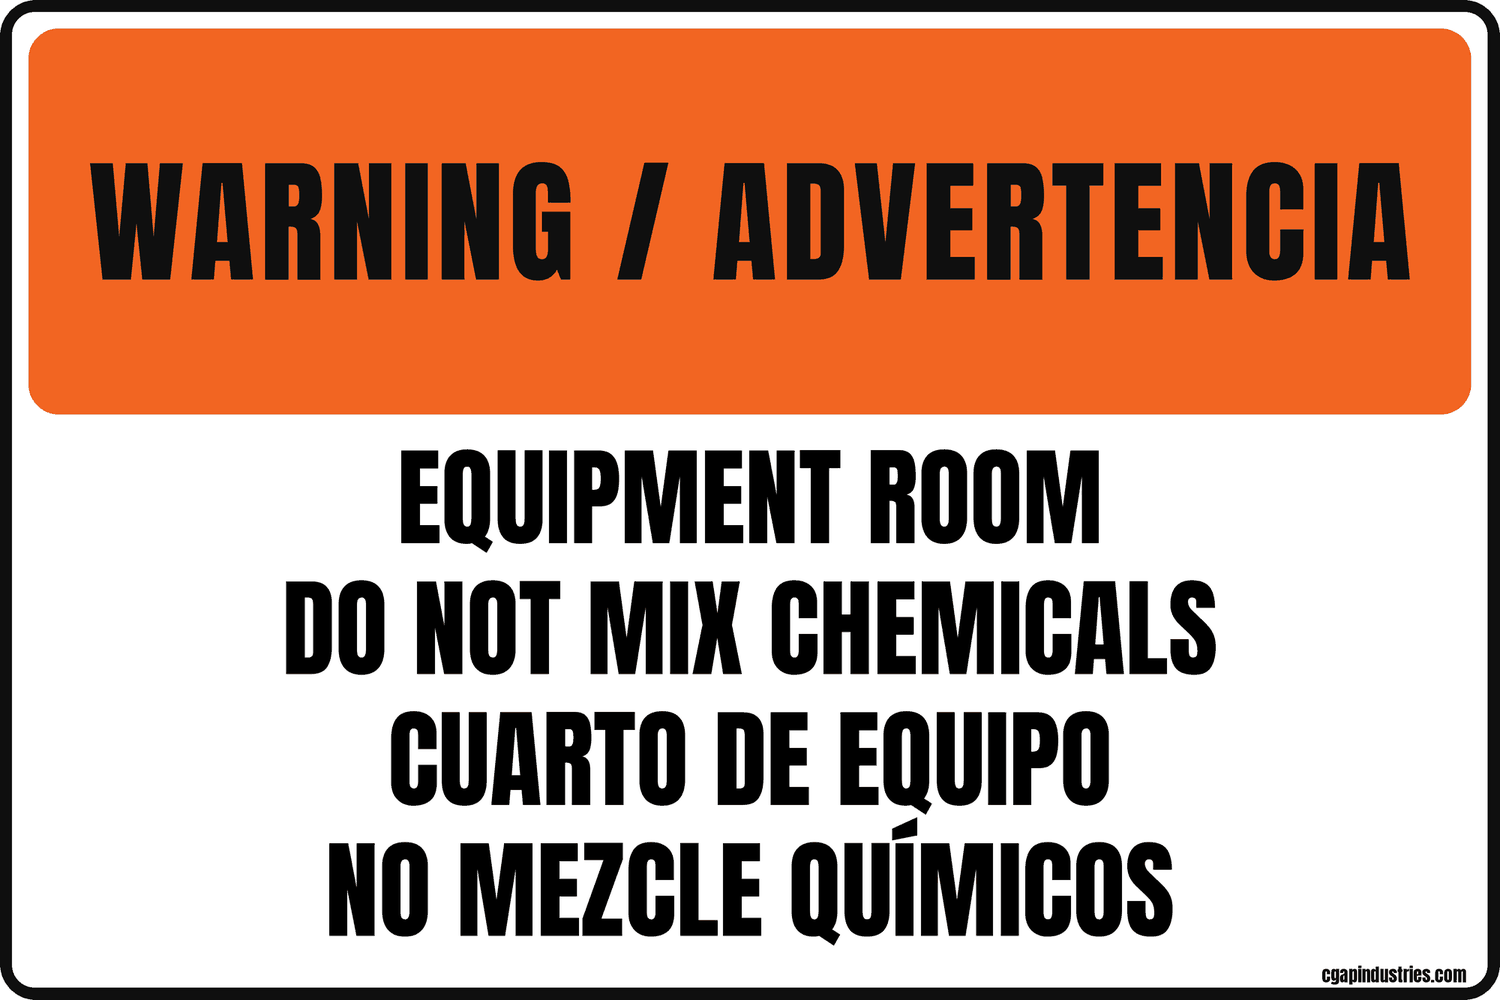 WARNING / ADVERTENCIA
EQUIPMENT ROOM
DO NOT MIX CHEMICALS
CUARTO DE EQUIPO
NO MEZCLE QUÍMICOS
cgapindustries.com